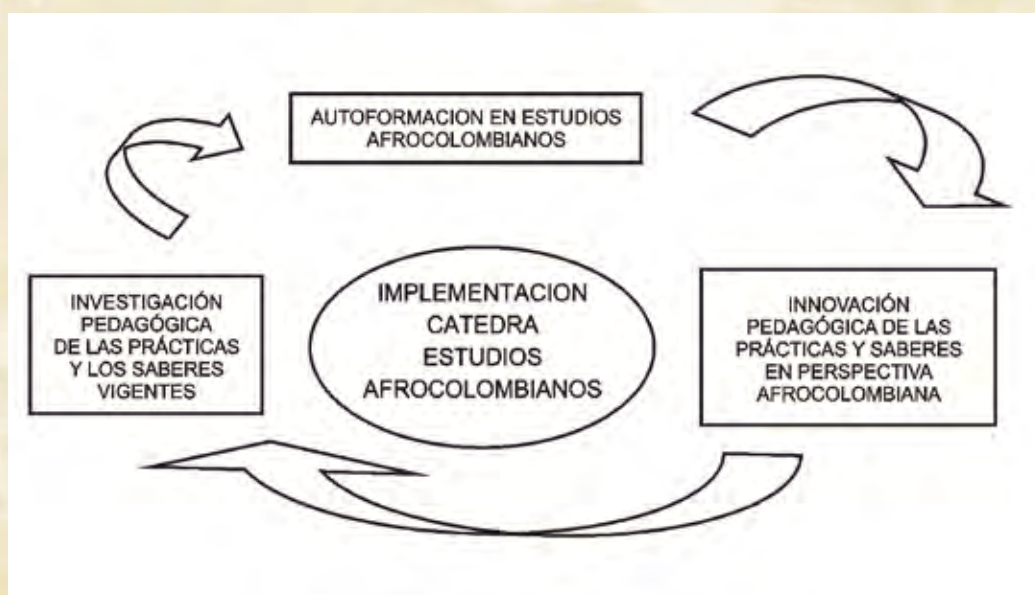 AUTOFORMACION EN ESTUDIOS
AFROCOLOMBIANOS
INVESTIGACIÓN
PEDAGÓGICA
DE LAS PRÁCTICAS
Y LOS SABERES
VIGENTES
IMPLEMENTACION
CATEDRA
ESTUDIOS
AFROCOLOMBIANOS
INNOVACIÓN
PEDAGÓGICA DE LAS
PRÁCTICAS Y SABERES
EN PERSPECTIVA
AFROCOLOMBIANA